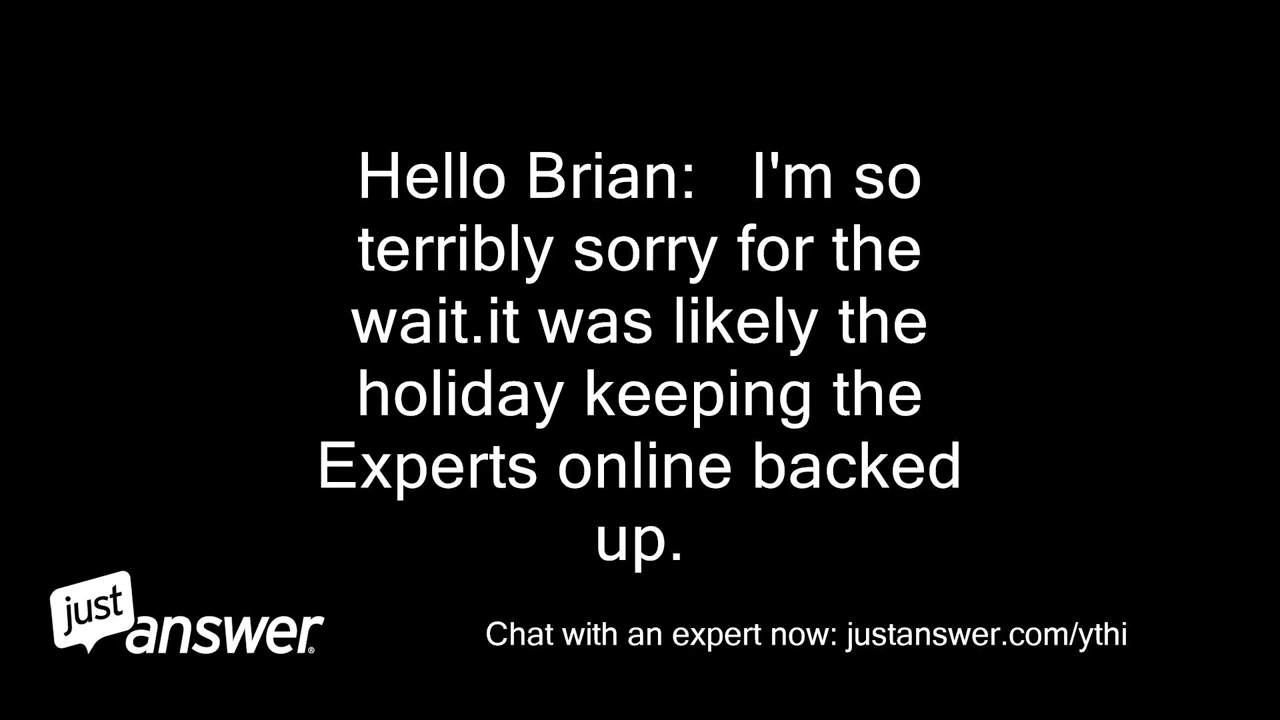 Hello Brian:   I'm so
terribly sorry for the
wait.it was likely the
holiday keeping the
Experts online backed
up.
just
answer®
Chat with an expert now: justanswer.com/ythi